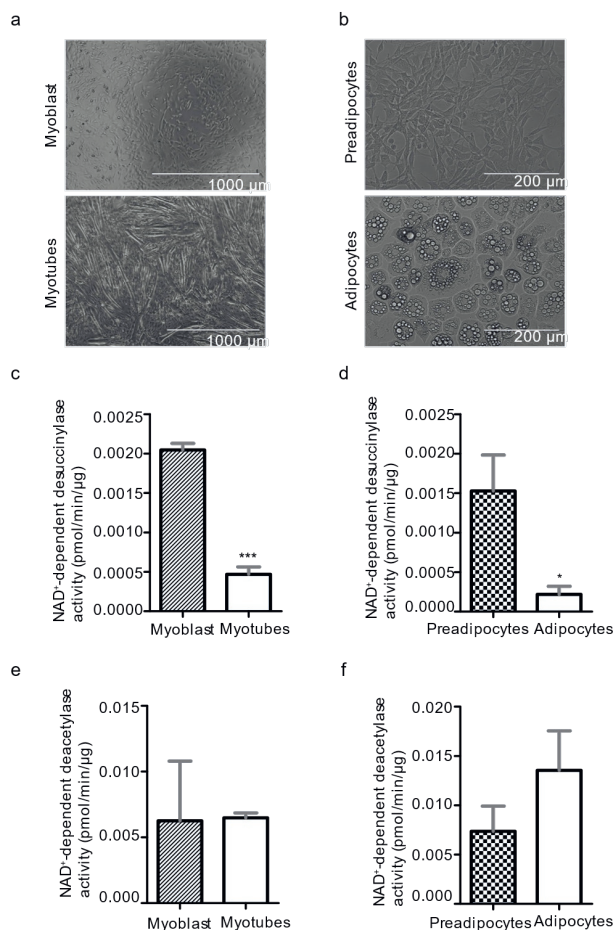 a
b
Myoblast
1000 µm
Preadipocytes
200 µm
Myotubes
1000 µm
Adipocytes
200 µm
c
NAD⁺-dependent desuccinylase
activity (pmol/min/µg)
0.0025
0.0020
0.0015
0.0010
0.0005
0.0000
***
Myoblast Myotubes
d
NAD⁺-dependent desuccinylase
activity (pmol/min/µg)
0.0025
0.0020
0.0015
0.0010
0.0005
0.0000
*
Preadipocytes Adipocytes
e
NAD⁺-dependent deacetylase
activity (pmol/min/µg)
0.015
0.010
0.005
0.000
Myoblast Myotubes
f
NAD⁺-dependent deacetylase
activity (pmol/min/µg)
0.020
0.015
0.010
0.005
0.000
Preadipocytes Adipocytes